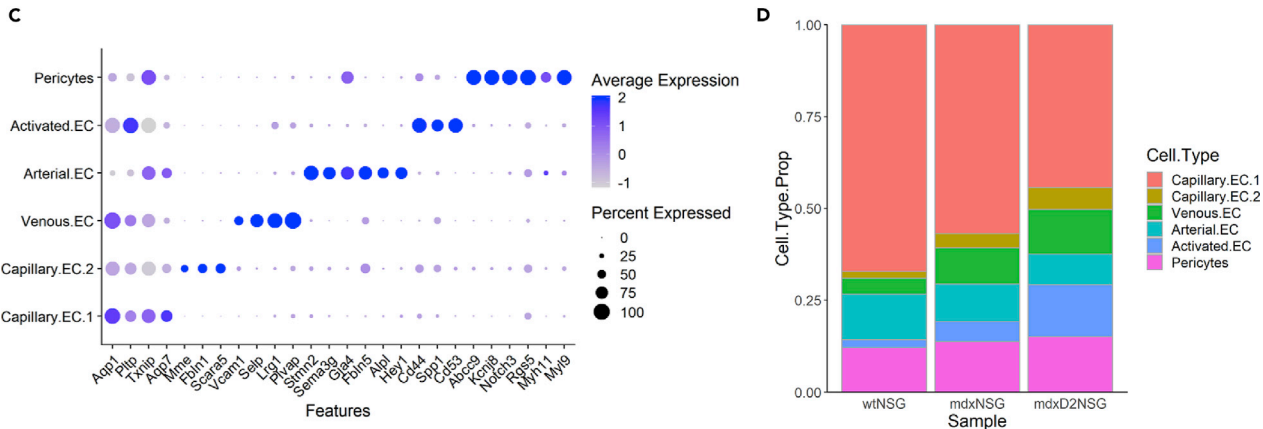 C
Pericytes
Activated.EC
Arterial.EC
Venous.EC
Capillary.EC.2
Capillary.EC.1
Aqp1
Pltp
Txnip
Aqp7
Mme
Fbln1
Scara5
Vcam1
Selp
Lrg1
Plvap
Stmn2
Sema3g
Gja4
Fbln5
Alpl
Hey1
Cd44
Spp1
Cd53
Abcc9
Kcnj8
Notch3
Rgs5
Myh11
Myl9
Features
Average Expression
2
1
0
-1
Percent Expressed
0
25
50
75
100
D
Cell.Type.Prop
1.00
0.75
0.50
0.25
0.00
wtNSG
mdxNSG
mdxD2NSG
Sample
Cell.Type
Capillary.EC.1
Capillary.EC.2
Venous.EC
Arterial.EC
Activated.EC
Pericytes